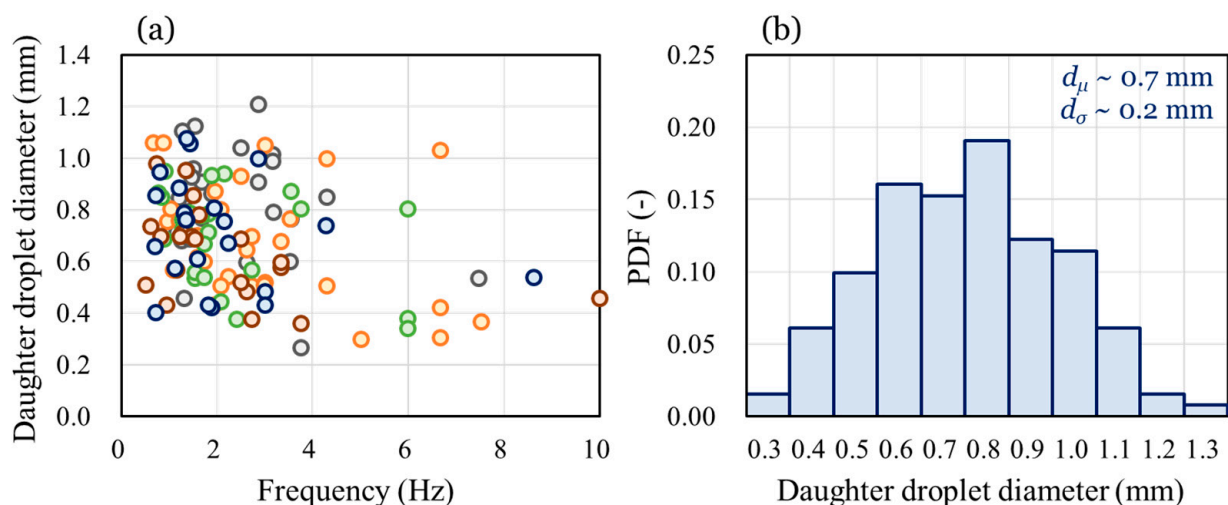 (a)
Daughter droplet diameter (mm)
1.4
1.2
1.0
0.8
0.6
0.4
0.2
0.0
0 2 4 6 8 10
Frequency (Hz)
(b)
PDF (-)
0.25
0.20
0.15
0.10
0.05
0.00
dμ ~ 0.7 mm
dσ ~ 0.2 mm
0.3 0.4 0.5 0.6 0.7 0.8 0.9 1.0 1.1 1.2 1.3
Daughter droplet diameter (mm)